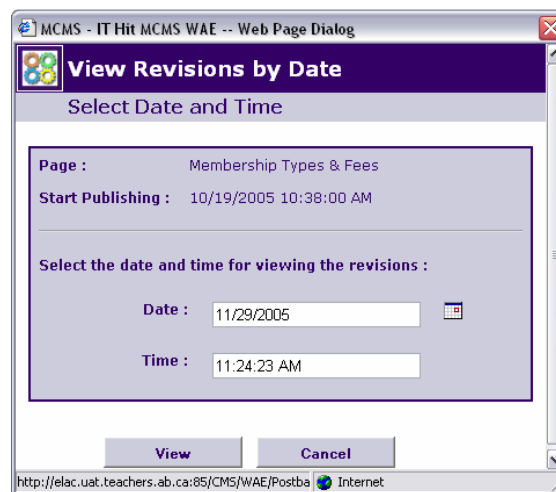 MCMS - IT Hit MCMS WAE -- Web Page Dialog
View Revisions by Date
Select Date and Time
Page : Membership Types & Fees
Start Publishing : 10/19/2005 10:38:00 AM
Select the date and time for viewing the revisions :
Date : 11/29/2005
Time : 11:24:23 AM
View Cancel
http://elac.uat.teachers.ab.ca:85/CMS/WAE/Postba Internet